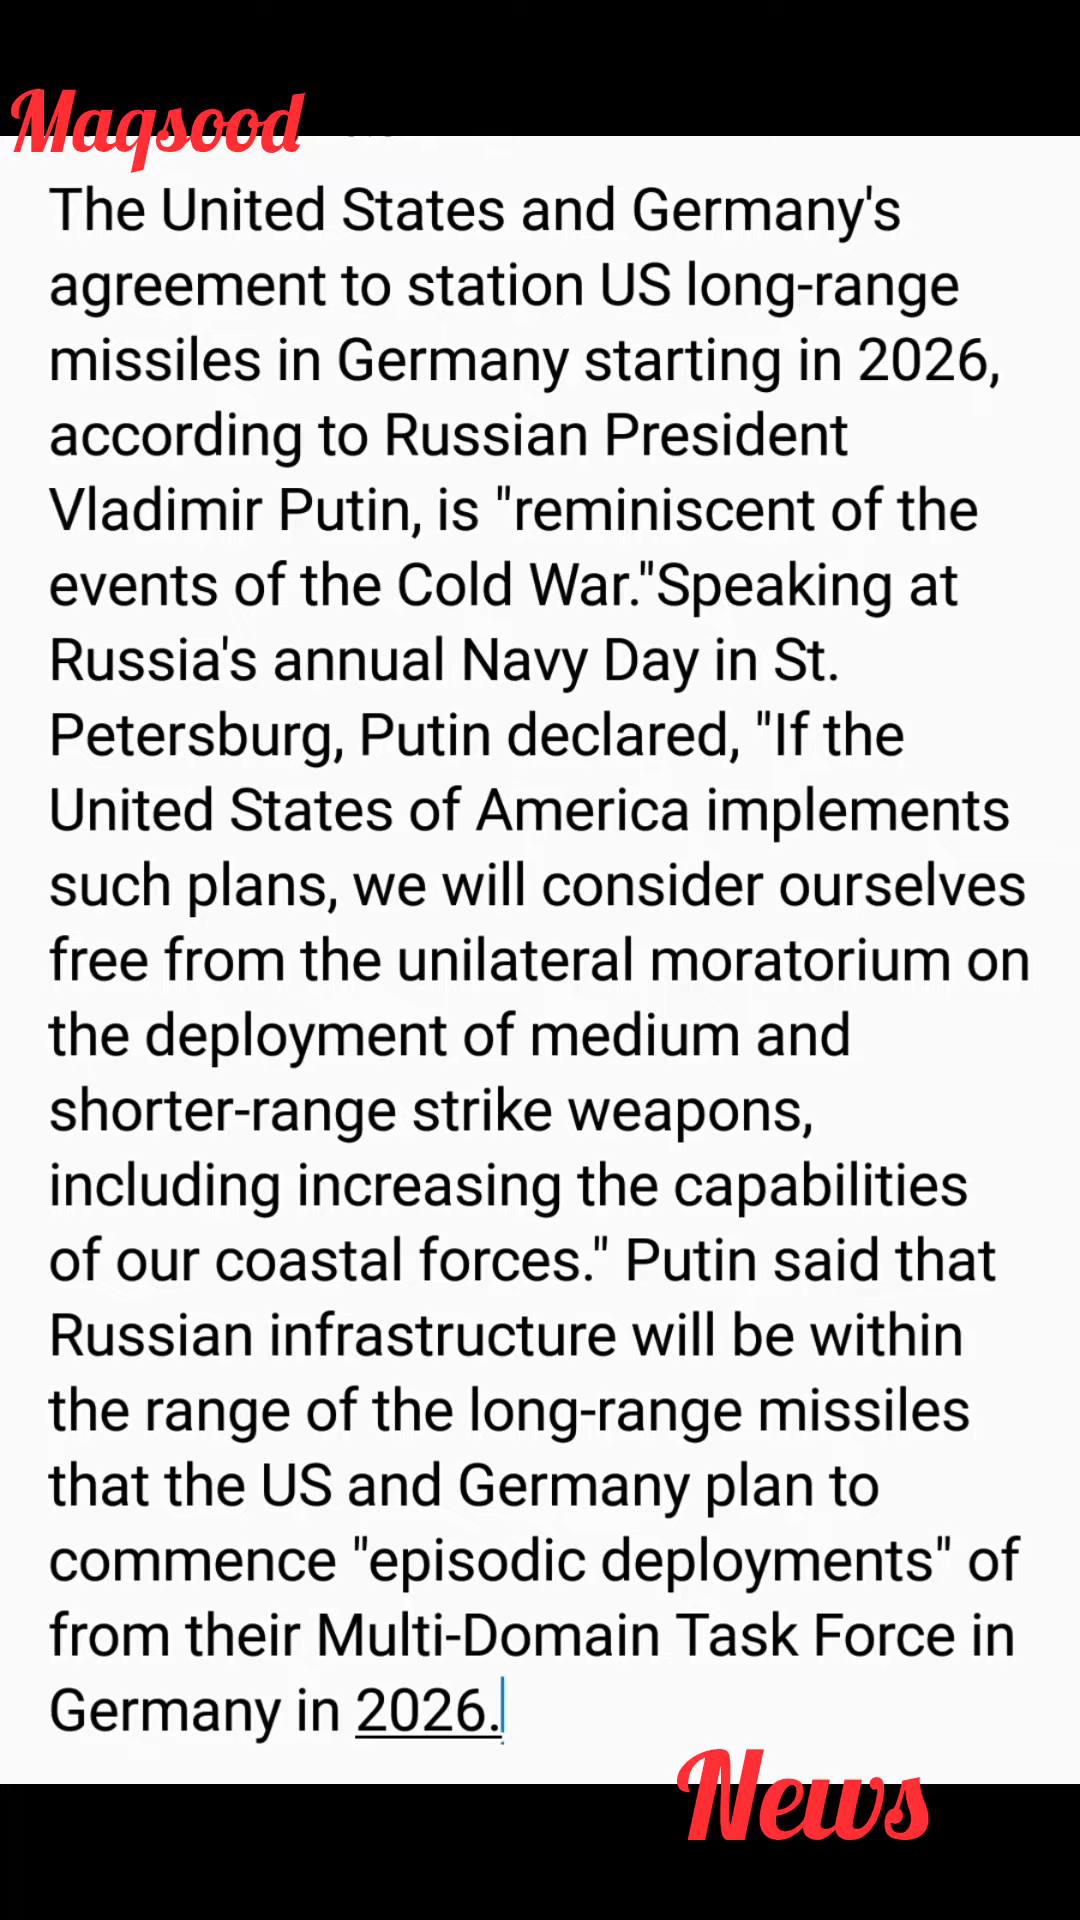 Maqsood
The United States and Germany's
agreement to station US long-range
missiles in Germany starting in 2026,
according to Russian President
Vladimir Putin, is "reminiscent of the
events of the Cold War."Speaking at
Russia's annual Navy Day in St.
Petersburg, Putin declared, "If the
United States of America implements
such plans, we will consider ourselves
free from the unilateral moratorium on
the deployment of medium and
shorter-range strike weapons,
including increasing the capabilities
of our coastal forces." Putin said that
Russian infrastructure will be within
the range of the long-range missiles
that the US and Germany plan to
commence "episodic deployments" of
from their Multi-Domain Task Force in
Germany in 2026.
News